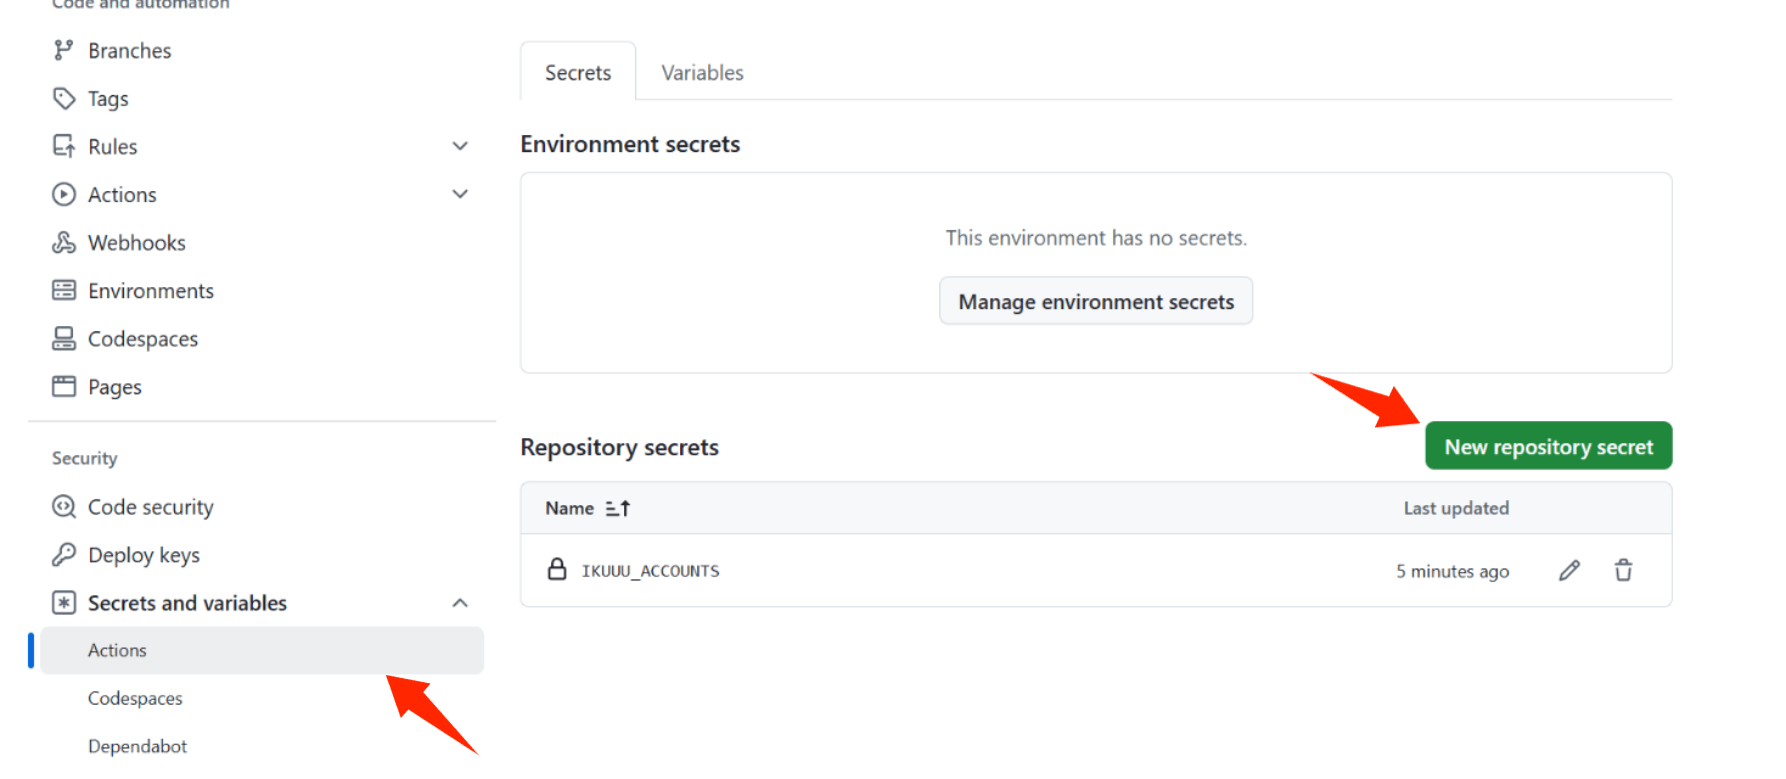 Code and automation
Branches
Tags
Rules
Actions
Webhooks
Environments
Codespaces
Pages
Security
Code security
Deploy keys
Secrets and variables
Actions
Codespaces
Dependabot
Secrets Variables
Environment secrets
This environment has no secrets.
Manage environment secrets
Repository secrets New repository secret
Name Last updated
IKUUU_ACCOUNTS 5 minutes ago